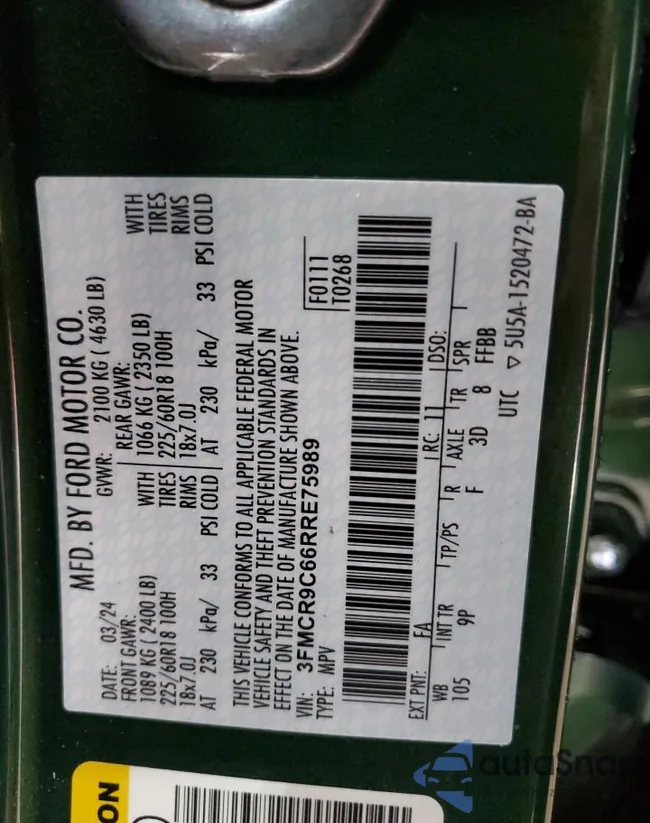 MFD. BY FORD MOTOR CO.
DATE: 03/24 GVWR: 2100 KG ( 4630 LB)
FRONT GAWR: REAR GAWR:
1089 KG ( 2400 LB) WITH 1066 KG ( 2350 LB) WITH
225/60R18 100H TIRES 225/60R18 100H TIRES
18x7.0J RIMS 18x7.0J RIMS
AT 230 kPa/ 33 PSI COLD AT 230 kPa/ 33 PSI COLD
THIS VEHICLE CONFORMS TO ALL APPLICABLE FEDERAL MOTOR
VEHICLE SAFETY AND THEFT PREVENTION STANDARDS IN
EFFECT ON THE DATE OF MANUFACTURE SHOWN ABOVE.
VIN: 3FMCR9C66RRE75989
TYPE: MPV
F0111
T0268
EXT PNT: FA RC: 11 DSO:
WB INT TR TP/PS R AXLE TR SPR
105 9P F 3D 8 FFBB
UTC ▽ 5U5A-1520472-BA
ON
autoSnap